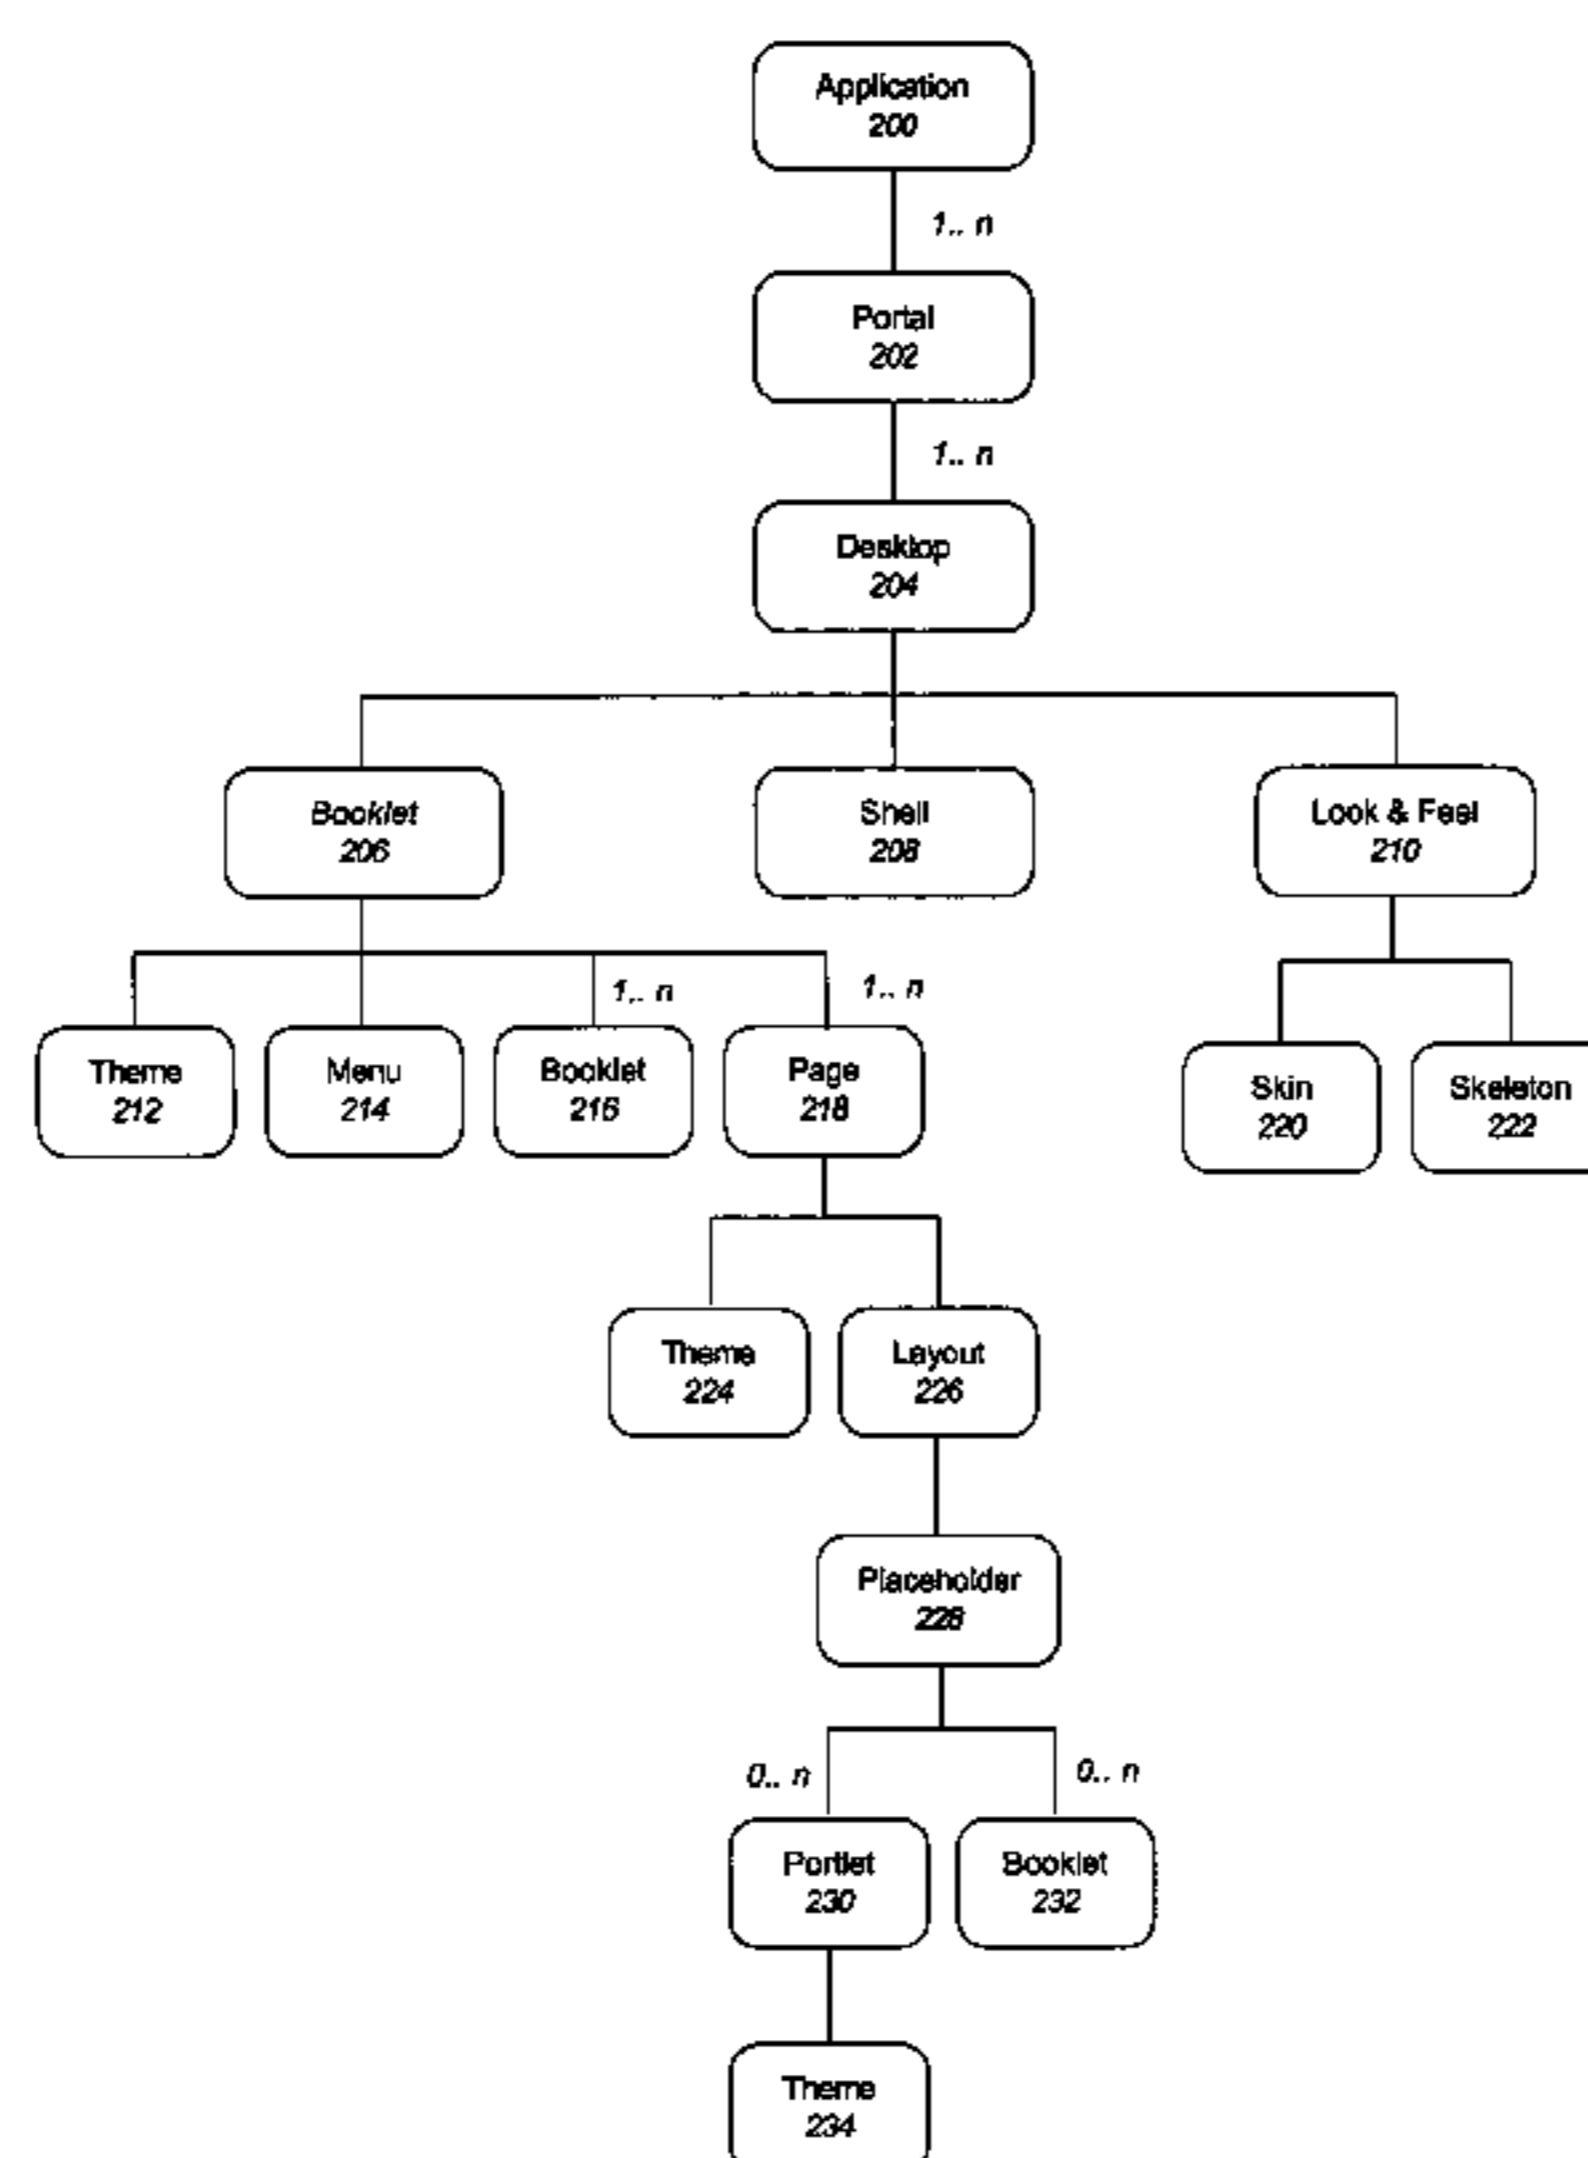 Application
200
1.. n
Portal
202
1.. n
Desktop
204
Booklet
206
Shell
208
Look & Feel
210
1.. n
1.. n
Theme
212
Menu
214
Booklet
216
Page
218
Skin
220
Skeleton
222
Theme
224
Layout
226
Placeholder
228
0.. n
0.. n
Portlet
230
Booklet
232
Theme
234